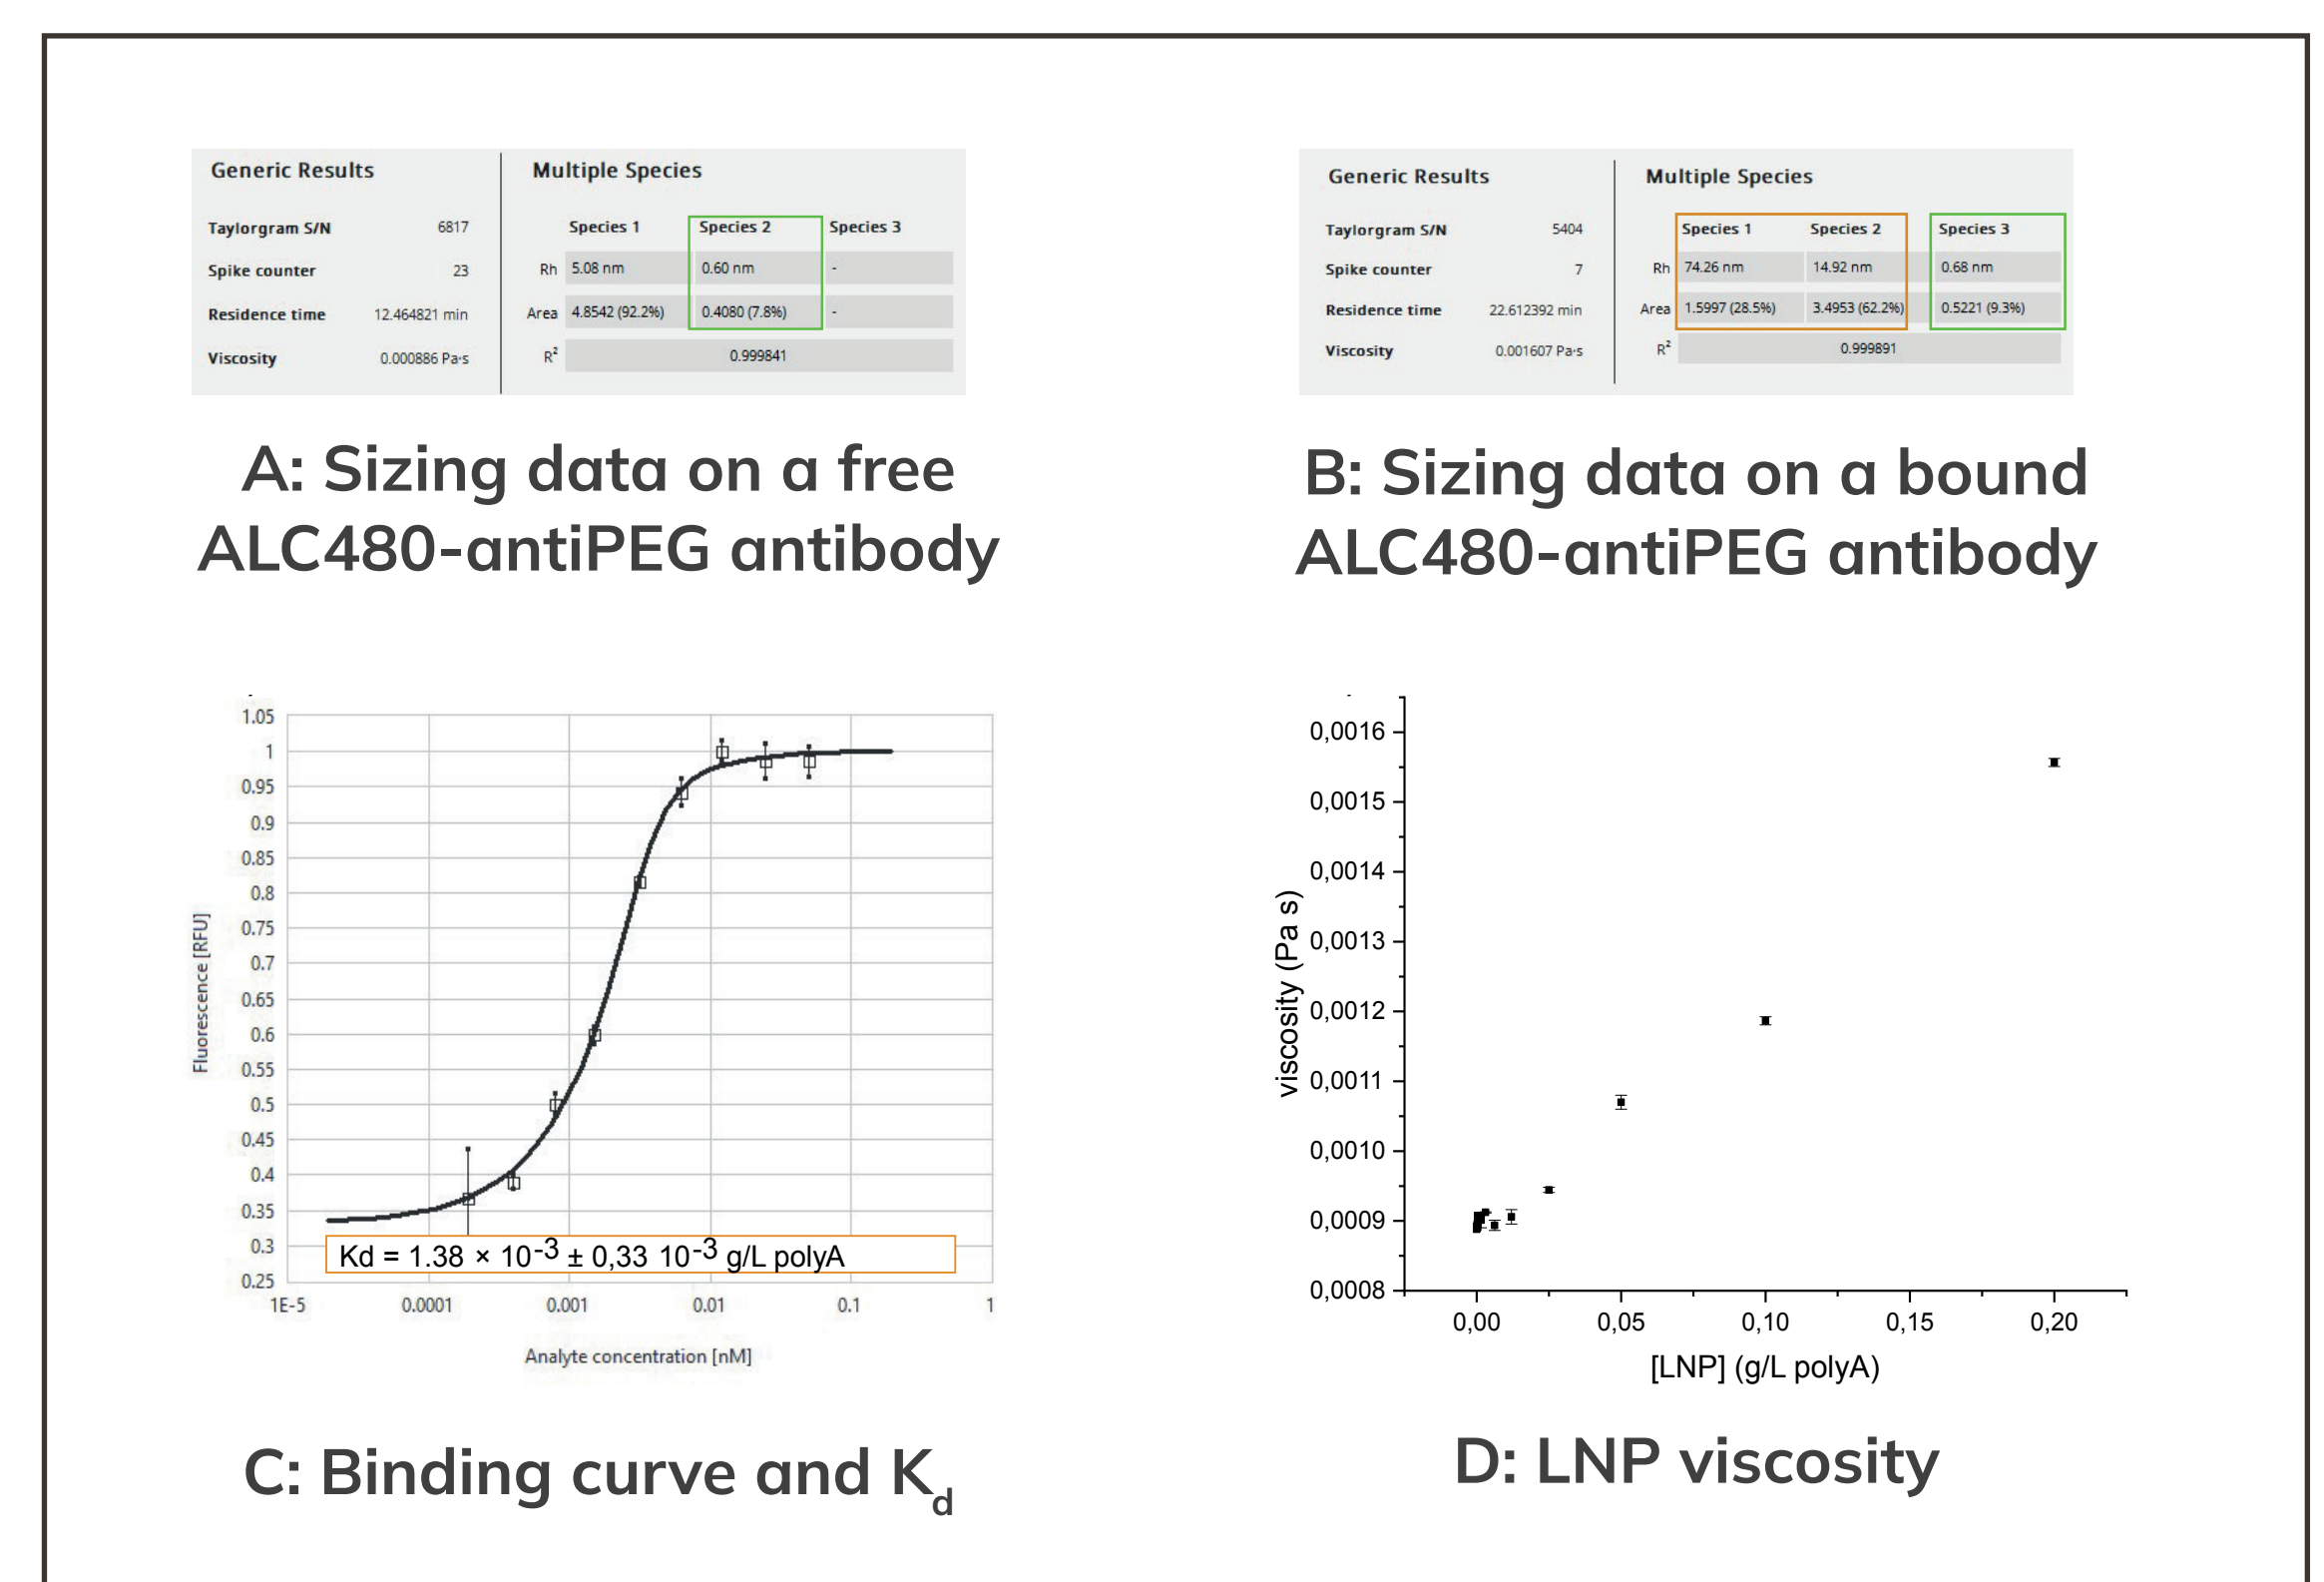 Generic Results
Multiple Species
Species 1 Species 2 Species 3
Taylorgram S/N 6817
Spike counter 23
Rh 5.08 nm 0.60 nm -
Residence time 12.464821 min
Area 4.8542 (92.2%) 0.4080 (7.8%) -
Viscosity 0.000886 Pa·s
R² 0.999841
A: Sizing data on a free
ALC480-antiPEG antibody
Generic Results
Multiple Species
Species 1 Species 2 Species 3
Taylorgram S/N 5404
Spike counter 7
Rh 74.26 nm 14.92 nm 0.68 nm
Residence time 22.612392 min
Area 1.5997 (28.5%) 3.4953 (62.2%) 0.5221 (9.3%)
Viscosity 0.001607 Pa·s
R² 0.999891
B: Sizing data on a bound
ALC480-antiPEG antibody
1.05
1
0.95
0.9
0.85
0.8
0.75
0.7
0.65
0.6
0.55
0.5
0.45
0.4
0.35
0.3
0.25
Fluorescence [RFU]
Kd = 1.38 × 10⁻³ ± 0,33 10⁻³ g/L polyA
1E-5 0.0001 0.001 0.01 0.1 1
Analyte concentration [nM]
C: Binding curve and Kd
0,0016
0,0015
0,0014
0,0013
0,0012
0,0011
0,0010
0,0009
0,0008
viscosity (Pa s)
0,00 0,05 0,10 0,15 0,20
[LNP] (g/L polyA)
D: LNP viscosity